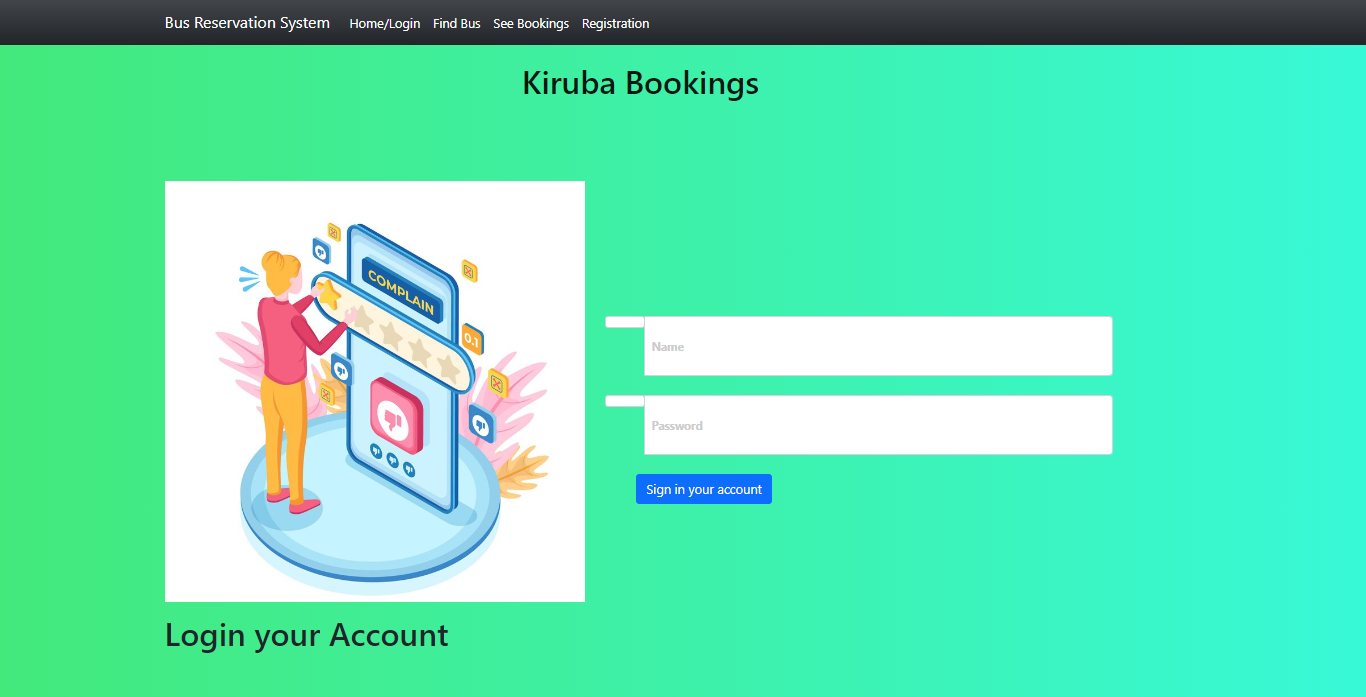 Bus Reservation System Home/Login Find Bus See Bookings Registration
Kiruba Bookings
COMPLAIN
0.1
Name
Password
Sign in your account
Login your Account